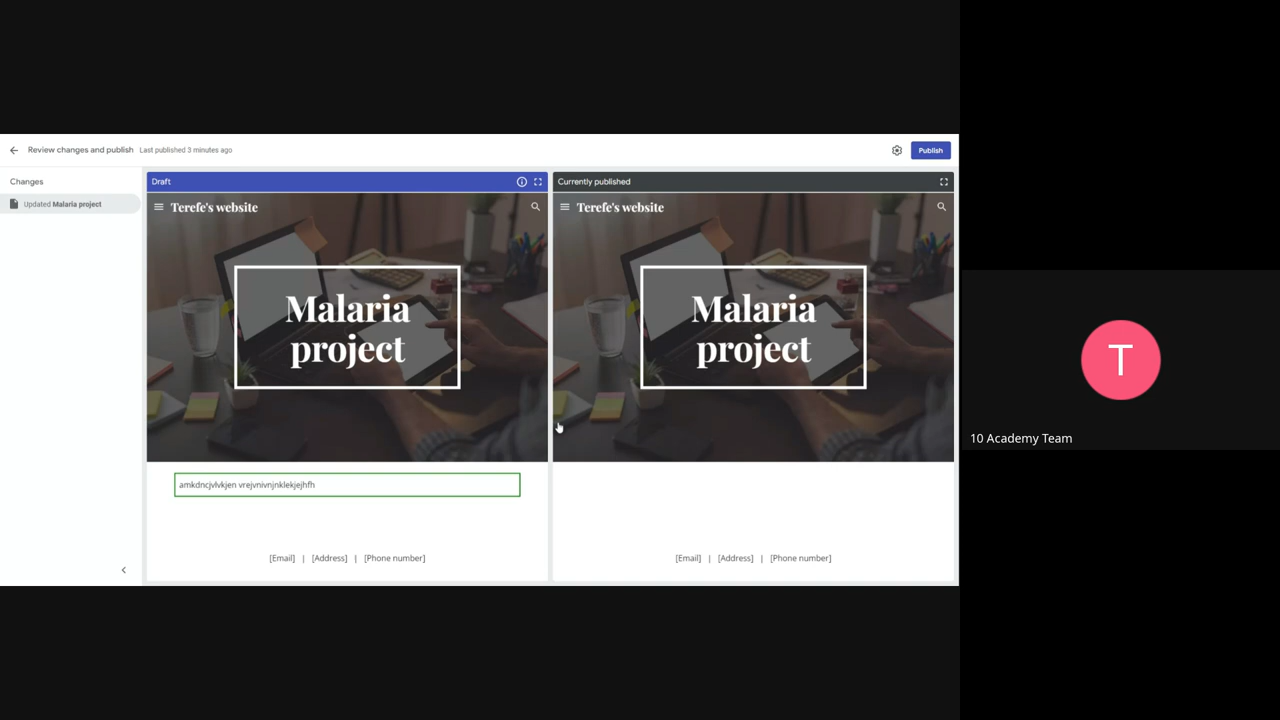 Review changes and publish Last published 3 minutes ago
Publish
Changes
Updated Malaria project
Draft
Terefe's website
Malaria
project
amkdncjvlvkjen vrejvnivnjnklekjejhfh
[Email] | [Address] | [Phone number]
Currently published
Terefe's website
Malaria
project
[Email] | [Address] | [Phone number]
T
10 Academy Team